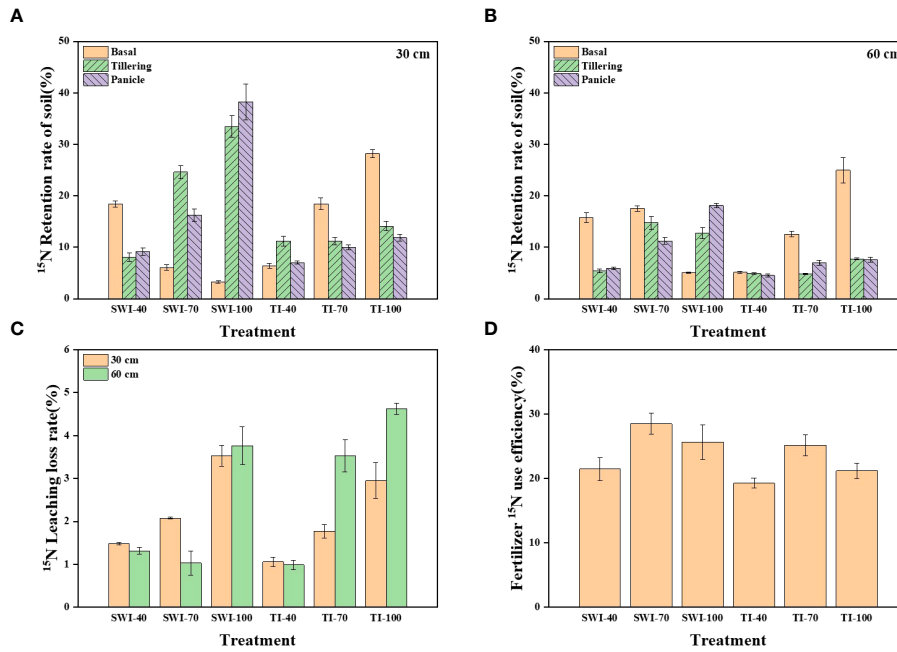 A
¹⁵N Retention rate of soil(%)
50
40
30
20
10
0
Basal
Tillering
Panicle
30 cm
SWI-40 SWI-70 SWI-100 TI-40 TI-70 TI-100
Treatment
B
¹⁵N Retention rate of soil(%)
50
40
30
20
10
0
Basal
Tillering
Panicle
60 cm
SWI-40 SWI-70 SWI-100 TI-40 TI-70 TI-100
Treatment
C
¹⁵N Leaching loss rate(%)
6
5
4
3
2
1
0
30 cm
60 cm
SWI-40 SWI-70 SWI-100 TI-40 TI-70 TI-100
Treatment
D
Fertilizer ¹⁵N use efficiency(%)
40
30
20
10
0
SWI-40 SWI-70 SWI-100 TI-40 TI-70 TI-100
Treatment